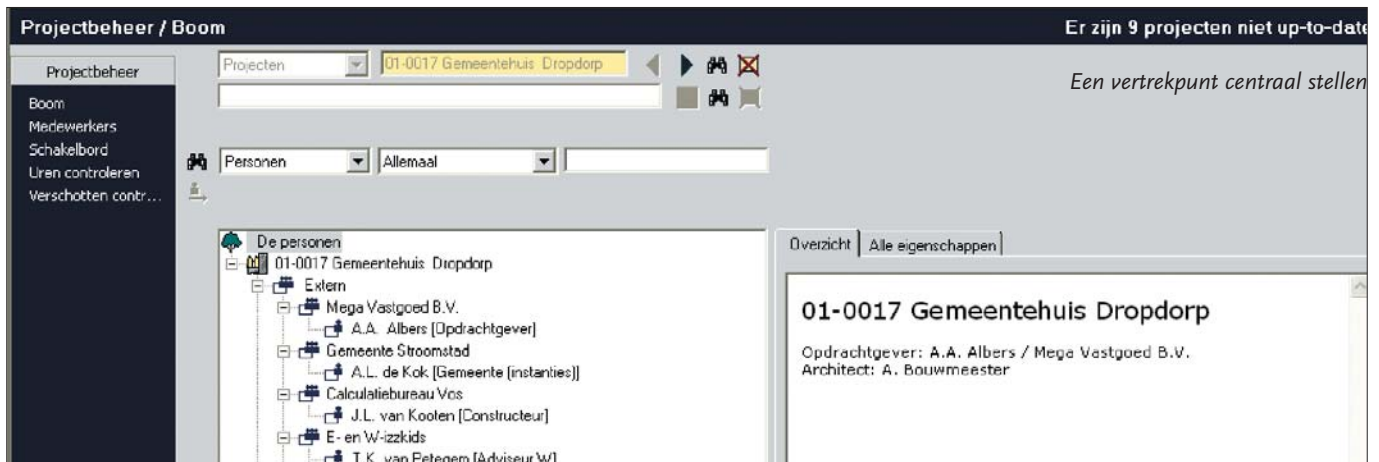 Projectbeheer / Boom
Er zijn 9 projecten niet up-to-date
Projectbeheer
Boom
Medewerkers
Schakelbord
Uren controleren
Verschotten contr...
Projecten
01-0017 Gemeentehuis Dropdorp
Een vertrekpunt centraal stellen
Personen
Allemaal
De personen
01-0017 Gemeentehuis Dropdorp
Extern
Mega Vastgoed B.V.
A.A. Albers [Opdrachtgever]
Gemeente Stroomstad
A.L. de Kok [Gemeente (instanties)]
Calculatiebureau Vos
J.L. van Kooten [Constructeur]
E- en W-izzkids
T.K. van Petegem [Adviseur W]
Overzicht
Alle eigenschappen
01-0017 Gemeentehuis Dropdorp
Opdrachtgever: A.A. Albers / Mega Vastgoed B.V.
Architect: A. Bouwmeester